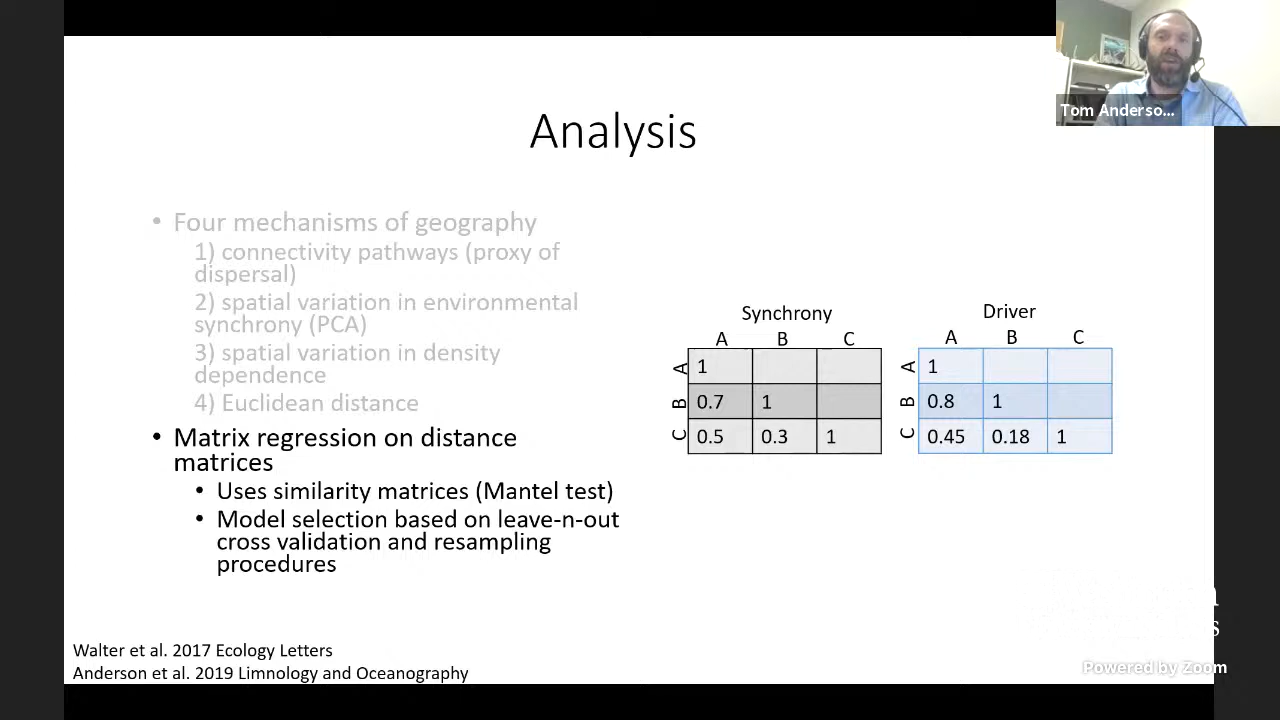 Tom Anderso...
Analysis
• Four mechanisms of geography
1) connectivity pathways (proxy of
dispersal)
2) spatial variation in environmental
synchrony (PCA)
3) spatial variation in density
dependence
4) Euclidean distance
• Matrix regression on distance
matrices
• Uses similarity matrices (Mantel test)
• Model selection based on leave-n-out
cross validation and resampling
procedures
Synchrony
A B C
A 1
B 0.7 1
C 0.5 0.3 1
Driver
A B C
A 1
B 0.8 1
C 0.45 0.18 1
Walter et al. 2017 Ecology Letters
Anderson et al. 2019 Limnology and Oceanography
Powered by Zoom